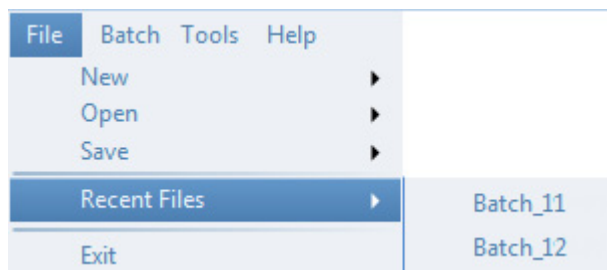 File Batch Tools Help
New
Open
Save
Recent Files
Batch_11
Batch_12
Exit